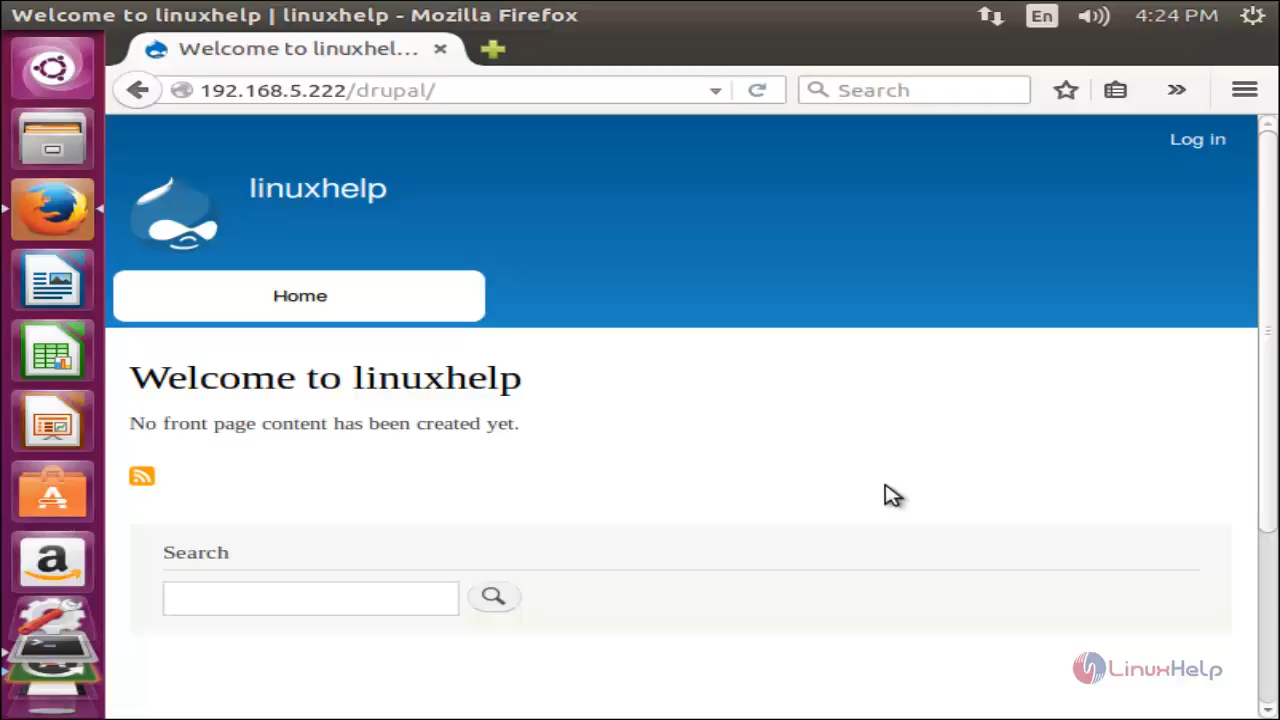 Welcome to linuxhelp | linuxhelp - Mozilla Firefox
En
4:24 PM
Welcome to linuxhel...
192.168.5.222/drupal/
Search
Log in
linuxhelp
Home
Welcome to linuxhelp
No front page content has been created yet.
Search
LinuxHelp